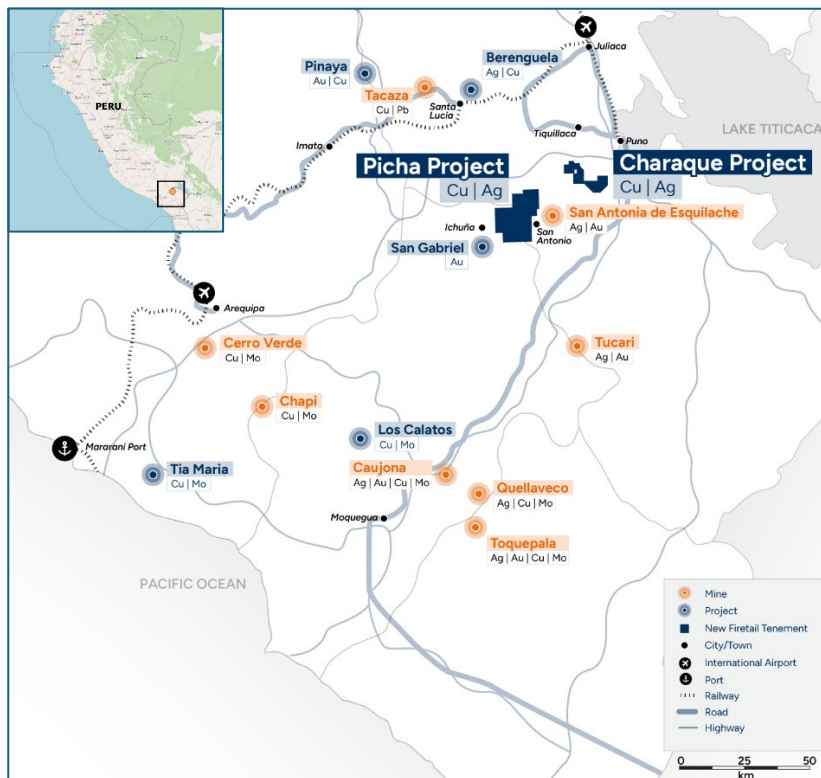 PERU
Pinaya
Au | Cu
Tacaza
Cu | Pb
Berenguela
Ag | Cu
Juliaca
Santa
Lucia
Imata
Tiquillaca
Puno
LAKE TITICACA
Picha Project
Cu | Ag
Charaque Project
Cu | Ag
San Antonia de Esquilache
Ag | Au
Ichuña
San
Antonio
San Gabriel
Au
Arequipa
Cerro Verde
Cu | Mo
Tucari
Ag | Au
Chapi
Cu | Mo
Mararani Port
Los Calatos
Cu | Mo
Tia Maria
Cu | Mo
Caujona
Ag | Au | Cu | Mo
Quellaveco
Ag | Cu | Mo
Moquegua
Toquepala
Ag | Au | Cu | Mo
PACIFIC OCEAN
Mine
Project
New Firetail Tenement
City/Town
International Airport
Port
Railway
Road
Highway
0 25 50
km